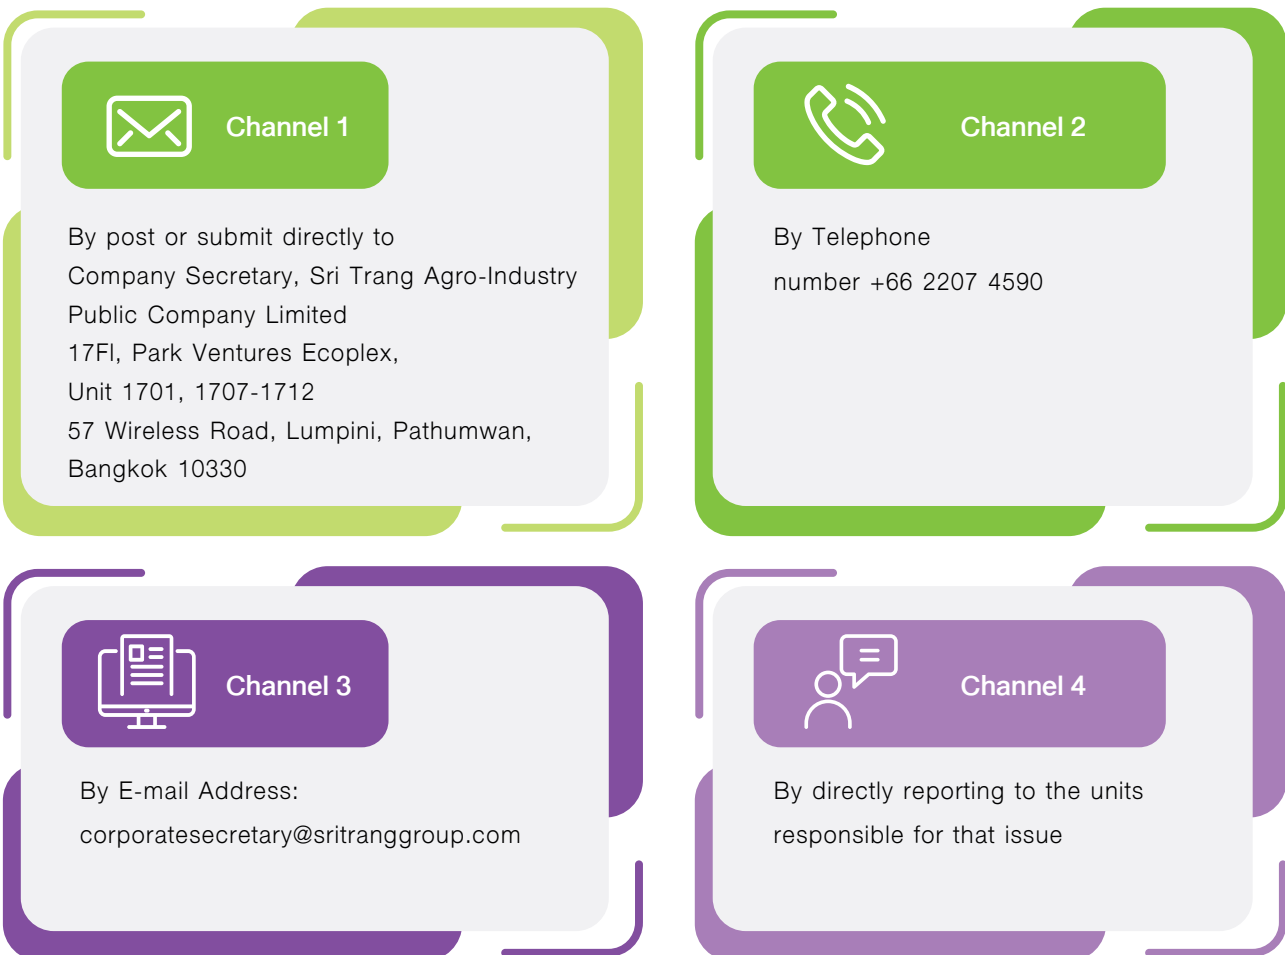 Channel 1
By post or submit directly to
Company Secretary, Sri Trang Agro-Industry
Public Company Limited
17Fl, Park Ventures Ecoplex,
Unit 1701, 1707-1712
57 Wireless Road, Lumpini, Pathumwan,
Bangkok 10330
Channel 2
By Telephone
number +66 2207 4590
Channel 3
By E-mail Address:
corporatesecretary@sritranggroup.com
Channel 4
By directly reporting to the units
responsible for that issue